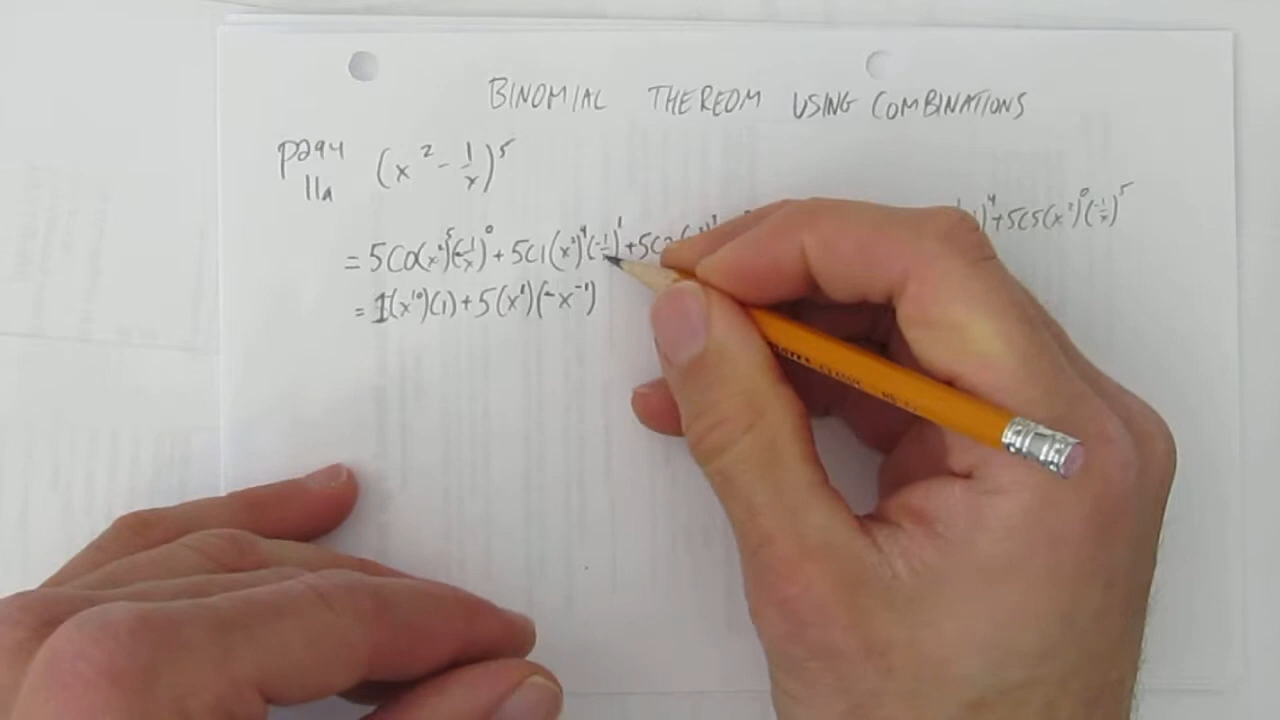 BINOMIAL THEREOM USING COMBINATIONS
p294 (x² - 1/x)⁵
11a
= 5C0(x²)⁵(-1/x)⁰ + 5C1(x²)⁴(-1/x)¹ + 5C2 ⁴ + 5C5(x²)⁰(-1/x)⁵
= 1(x¹⁰)(1) + 5(x⁸)(-x⁻¹)